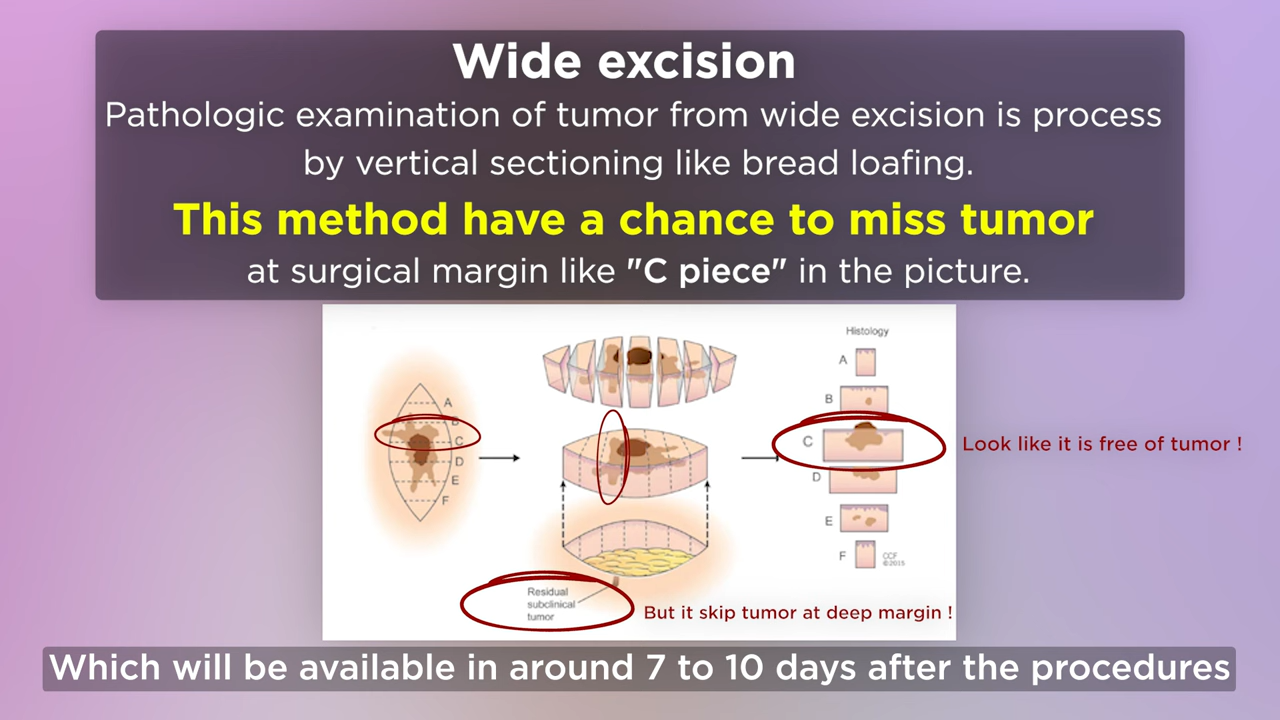 Wide excision
Pathologic examination of tumor from wide excision is process
by vertical sectioning like bread loafing.
This method have a chance to miss tumor
at surgical margin like "C piece" in the picture.
Histology
A
B
C
D
E
F
A
B
C
D
E
F
CCF
©2015
Look like it is free of tumor !
Residual
subclinical
tumor
But it skip tumor at deep margin !
Which will be available in around 7 to 10 days after the procedures